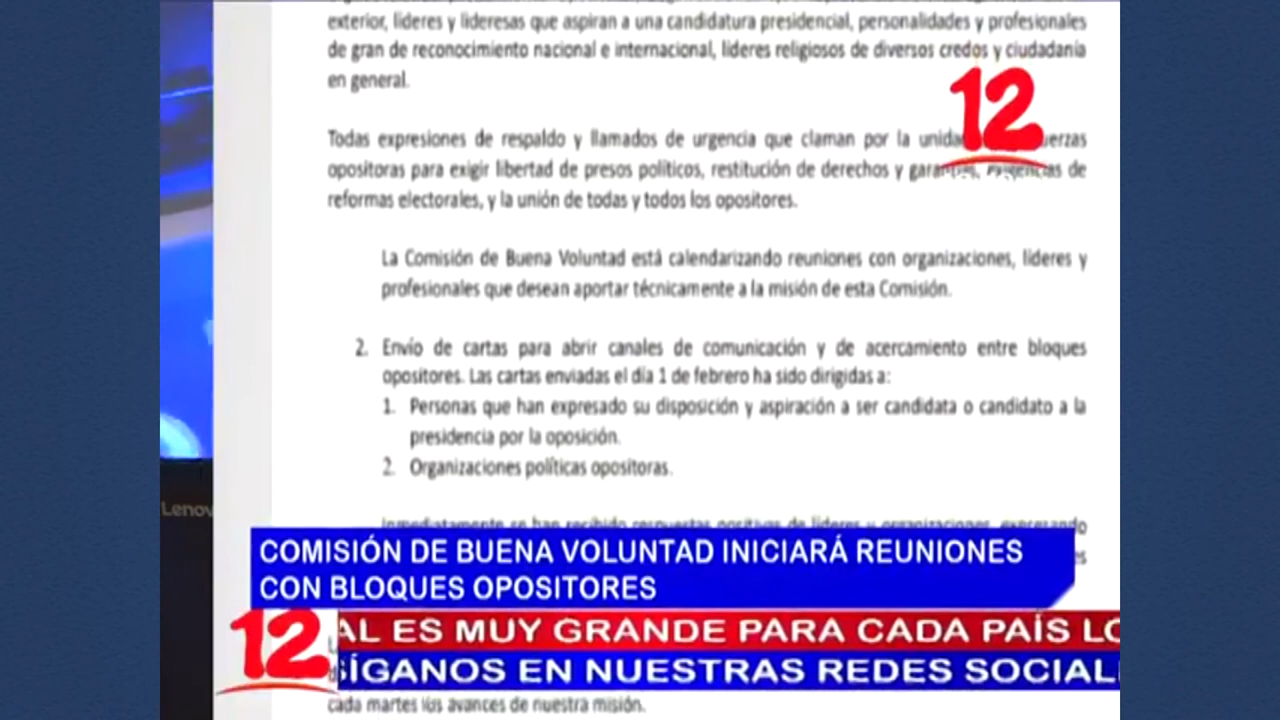 exterior, líderes y lideresas que aspiran a una candidatura presidencial, personalidades y profesionales
de gran de reconocimiento nacional e internacional, líderes religiosos de diversos credos y ciudadanía
en general.
12
Todas expresiones de respaldo y llamados de urgencia que claman por la
opositoras para exigir libertad de presos políticos, restitución de derechos y de
reformas electorales, y la unión de todas y todos los opositores.
La Comisión de Buena Voluntad está calendarizando reuniones con organizaciones, líderes y
profesionales que desean aportar técnicamente a la misión de esta Comisión.
2. Envío de cartas para abrir canales de comunicación y de acercamiento entre bloques
opositores. Las cartas enviadas el día 1 de febrero ha sido dirigidas a:
1. Personas que han expresado su disposición y aspiración a ser candidata o candidato a la
presidencia por la oposición.
2. Organizaciones políticas opositoras.
Lenov
COMISIÓN DE BUENA VOLUNTAD INICIARÁ REUNIONES
CON BLOQUES OPOSITORES
12
AL ES MUY GRANDE PARA CADA PAÍS LO
SÍGANOS EN NUESTRAS REDES SOCIAL
cada martes los avances de nuestra misión.